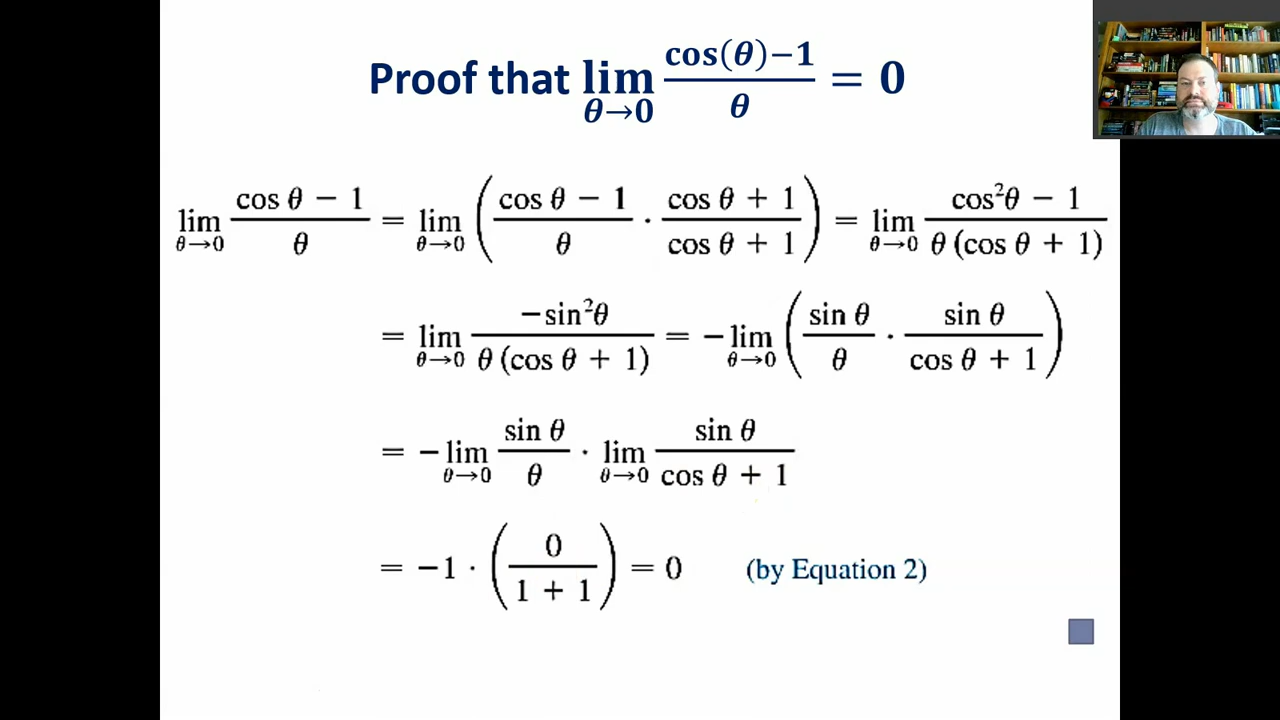 Proof that lim θ→0 cos(θ)−1 / θ = 0
lim θ→0 cos θ − 1 / θ = lim θ→0 ( cos θ − 1 / θ · cos θ + 1 / cos θ + 1 ) = lim θ→0 cos²θ − 1 / θ (cos θ + 1)
= lim θ→0 −sin²θ / θ (cos θ + 1) = − lim θ→0 ( sin θ / θ · sin θ / cos θ + 1 )
= − lim θ→0 sin θ / θ · lim θ→0 sin θ / cos θ + 1
= −1 · ( 0 / 1 + 1 ) = 0 (by Equation 2)